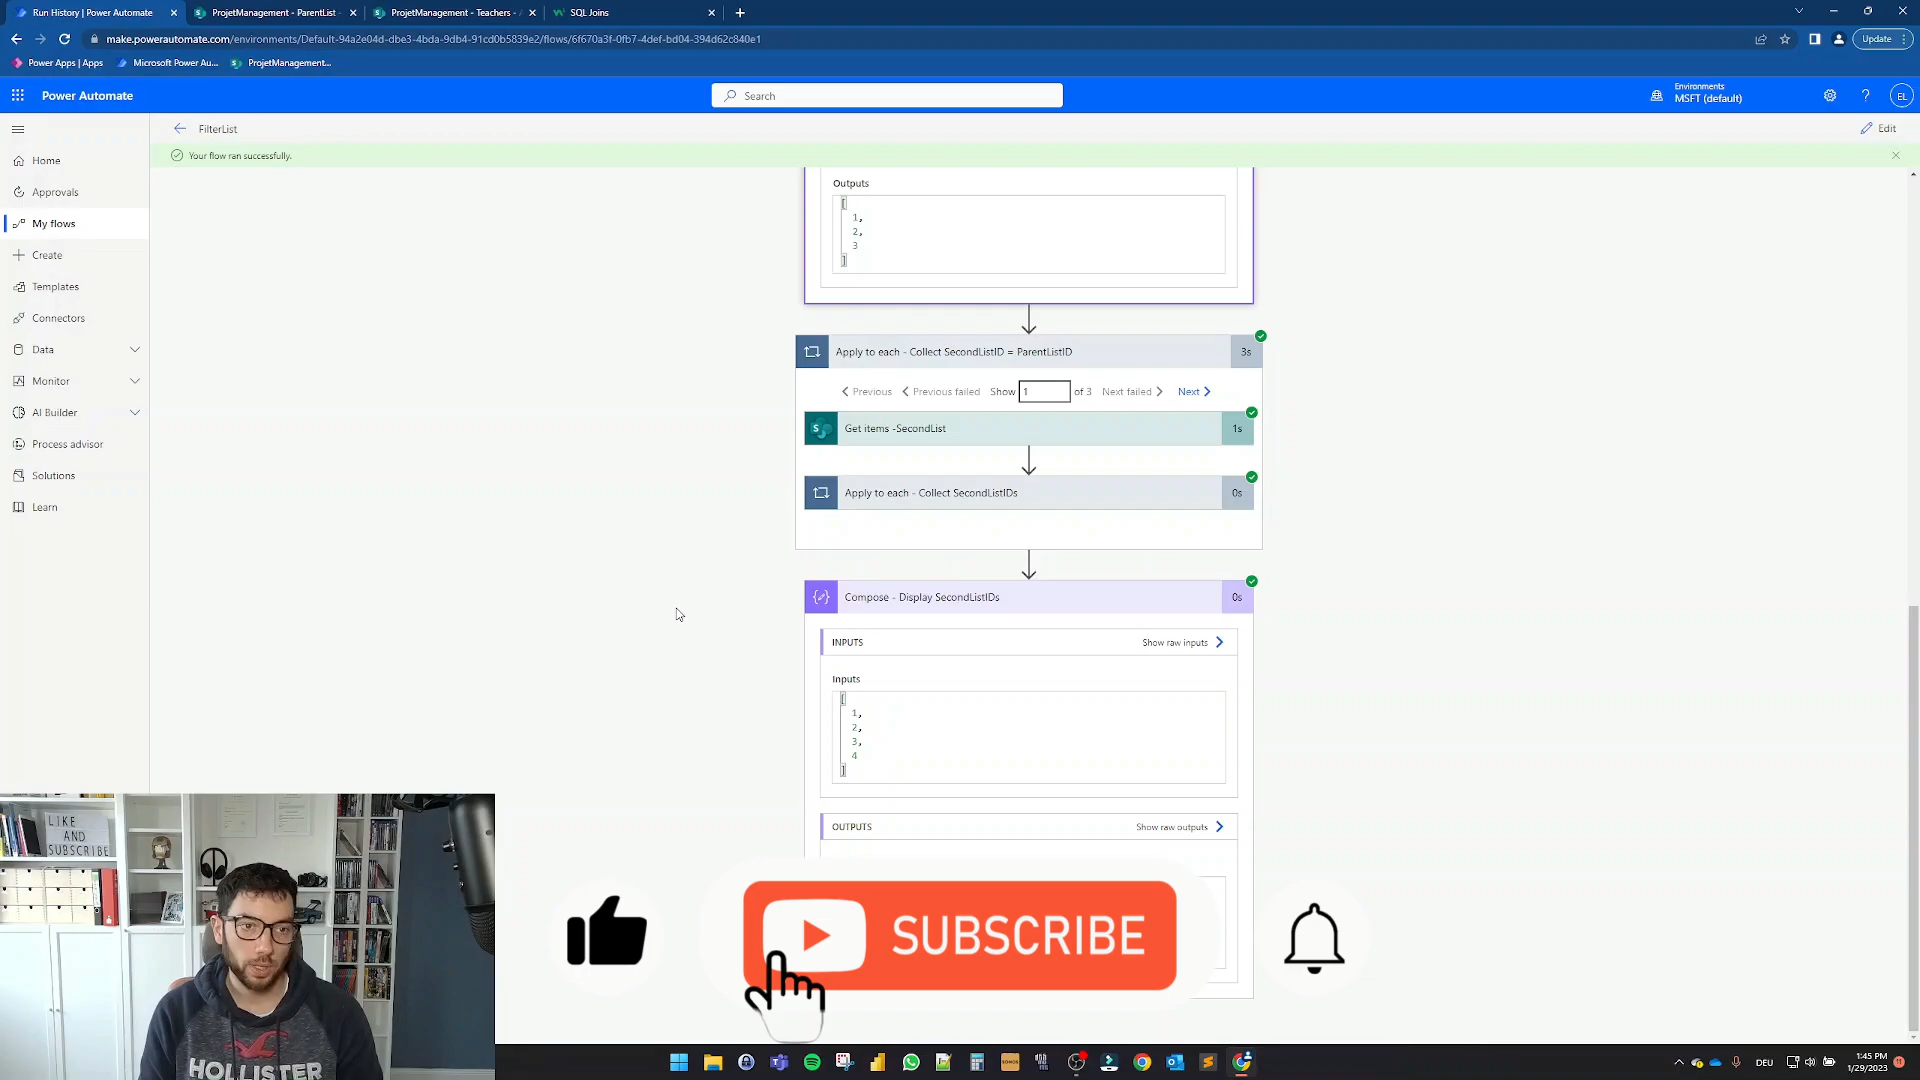 Run History | Power Automate
ProjetManagement - ParentList -
ProjetManagement - Teachers -
SQL Joins
make.powerautomate.com/environments/Default-94a2e04d-dbe3-4bda-9db4-91cd0b5839e2/flows/6f670a3f-0fb7-4def-bd04-394d62c840e1
Update
Power Apps | Apps
Microsoft Power Au...
ProjetManagement...
Power Automate
Search
Environments
MSFT (default)
?
EL
FilterList
Edit
Your flow ran successfully.
Home
Approvals
My flows
Create
Templates
Connectors
Data
Monitor
AI Builder
Process advisor
Solutions
Learn
Outputs
[
1,
2,
3
]
Apply to each - Collect SecondListID = ParentListID
3s
Previous
Previous failed
Show
1
of 3
Next failed
Next
S
Get items -SecondList
1s
Apply to each - Collect SecondListIDs
0s
Compose - Display SecondListIDs
0s
INPUTS
Show raw inputs
Inputs
[
1,
2,
3,
4
]
OUTPUTS
Show raw outputs
SUBSCRIBE
LIKE
AND
SUBSCRIBE
HOLLISTER
DEU
1:45 PM
1/29/2023